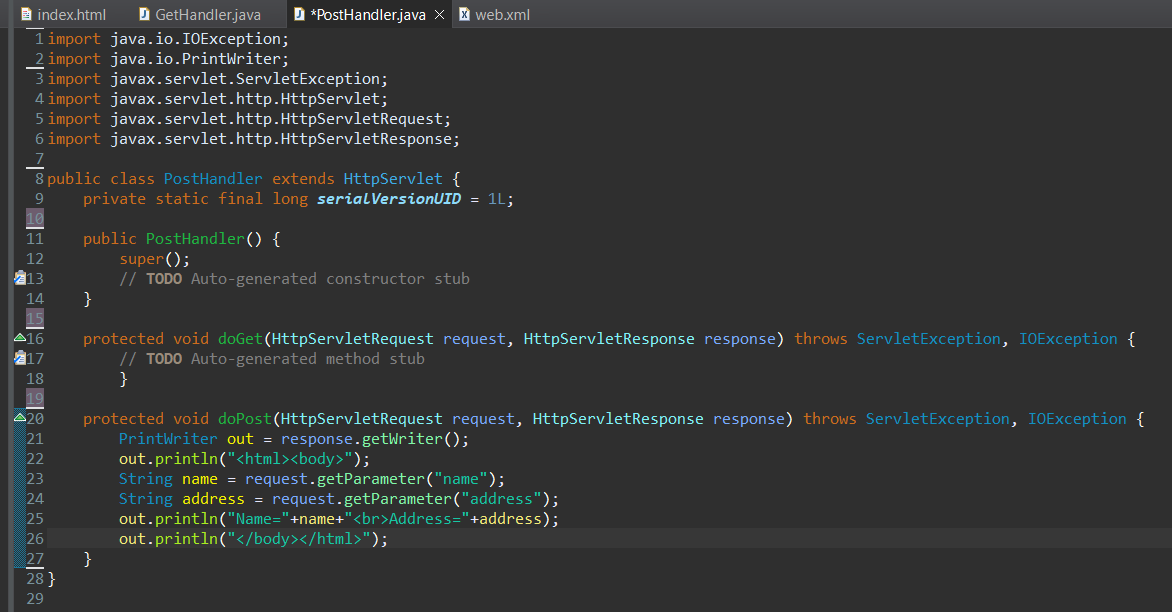 index.html GetHandler.java *PostHandler.java web.xml
1 import java.io.IOException;
2 import java.io.PrintWriter;
3 import javax.servlet.ServletException;
4 import javax.servlet.http.HttpServlet;
5 import javax.servlet.http.HttpServletRequest;
6 import javax.servlet.http.HttpServletResponse;
7
8 public class PostHandler extends HttpServlet {
9     private static final long serialVersionUID = 1L;
10
11     public PostHandler() {
12         super();
13         // TODO Auto-generated constructor stub
14     }
15
16     protected void doGet(HttpServletRequest request, HttpServletResponse response) throws ServletException, IOException {
17         // TODO Auto-generated method stub
18         }
19
20     protected void doPost(HttpServletRequest request, HttpServletResponse response) throws ServletException, IOException {
21         PrintWriter out = response.getWriter();
22         out.println("<html><body>");
23         String name = request.getParameter("name");
24         String address = request.getParameter("address");
25         out.println("Name="+name+"<br>Address="+address);
26         out.println("</body></html>");
27     }
28 }
29